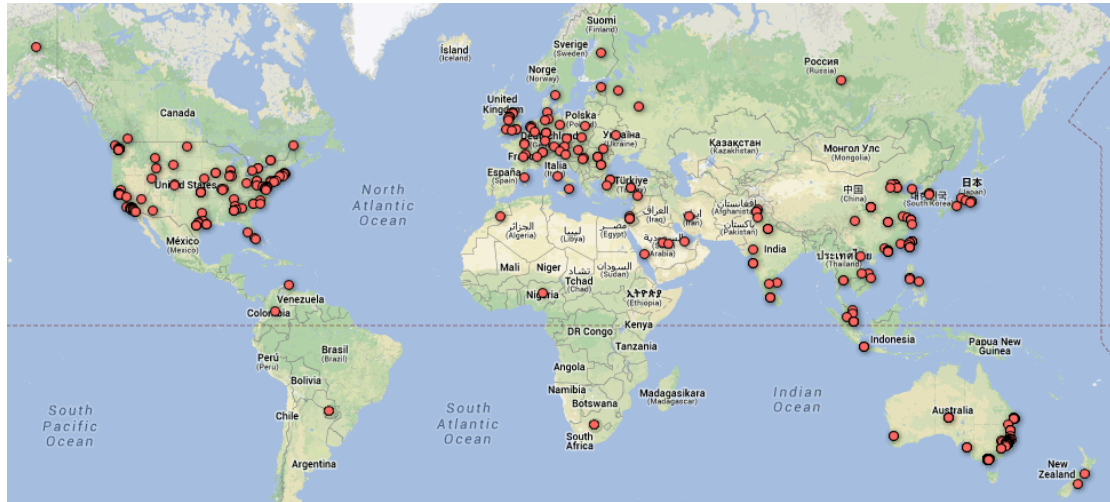 Suomi
(Finland)
Ísland
(Iceland)
Sverige
(Sweden)
Norge
(Norway)
Россия
(Russia)
Canada
United
Kingdom
Polska
Deutschland
Україна
(Ukraine)
Қазақстан
(Kazakhstan)
Монгол Улс
(Mongolia)
Italia
España
(Spain)
Türkiye
United States
North
Atlantic
Ocean
中国
(China)
日本
(Japan)
(South Korea)
افغانستان
(Afghanistan)
پاکستان
(Pakistan)
العراق
(Iraq)
ایران
(Iran)
الجزائر
(Algeria)
ليبيا
(Libya)
مصر
(Egypt)
السعودية
Arabia)
México
(Mexico)
India
ประเทศไทย
(Thailand)
Mali
Niger
تشاد
Chad
السودان
(Sudan)
Nigeria
ኢትዮጵያ
(Ethiopia)
Venezuela
Colombia
DR Congo
Kenya
Tanzania
Indonesia
Papua New
Guinea
Perú
(Peru)
Brasil
(Brazil)
Bolivia
Angola
Namibia
Botswana
Madagasikara
(Madagascar)
Indian
Ocean
South
Pacific
Ocean
Chile
South
Atlantic
Ocean
South
Africa
Australia
Argentina
New
Zealand